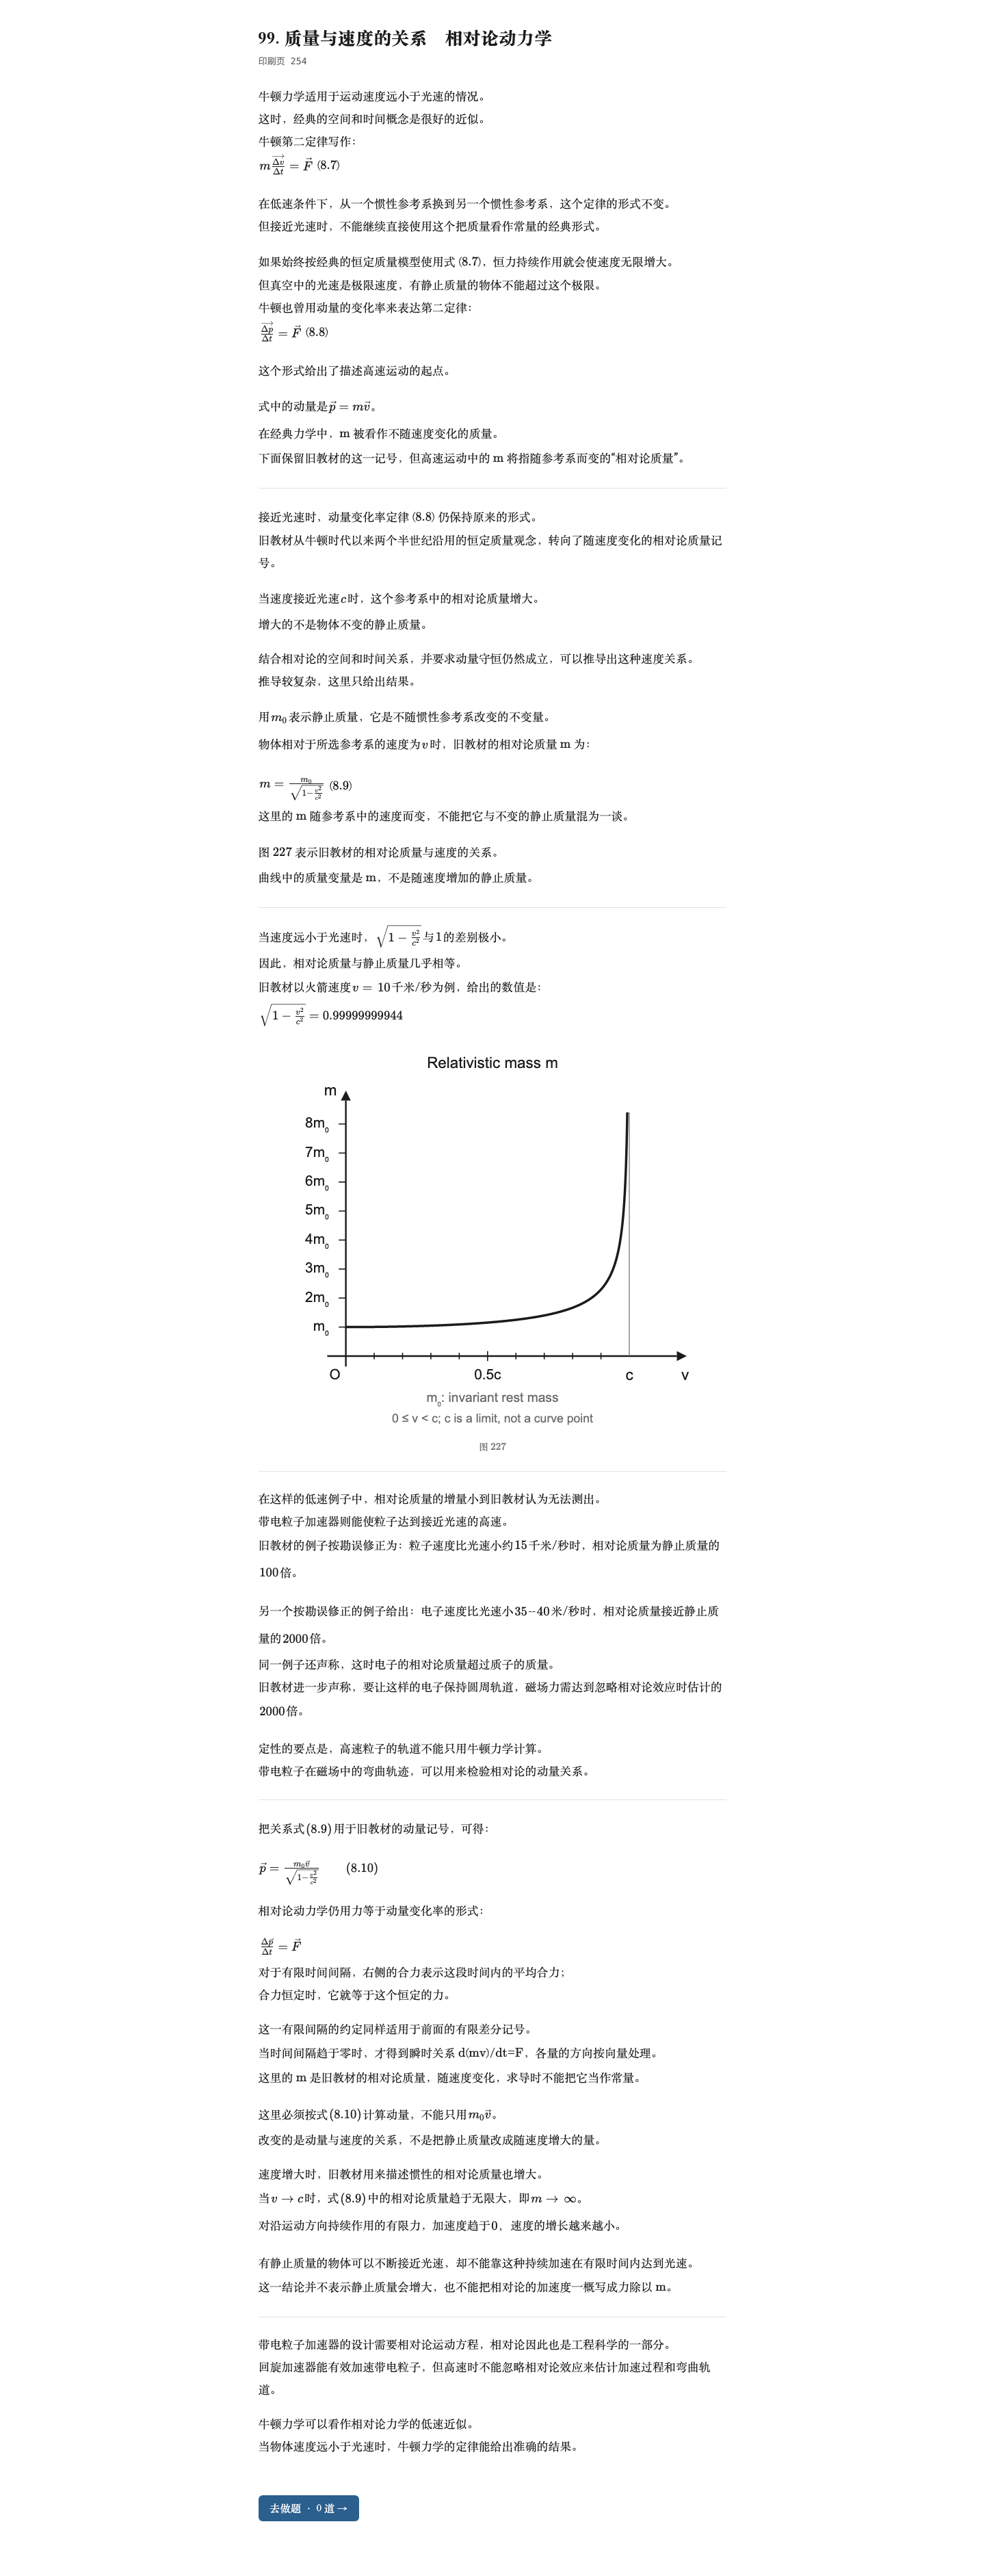 99. 质量与速度的关系　相对论动力学
印刷页 254
牛顿力学适用于运动速度远小于光速的情况。
这时，经典的空间和时间概念是很好的近似。
牛顿第二定律写作：
$m\frac{\overrightarrow{\Delta v}}{\Delta t} = \vec{F}$ (8.7)
在低速条件下，从一个惯性参考系换到另一个惯性参考系，这个定律的形式不变。
但接近光速时，不能继续直接使用这个把质量看作常量的经典形式。
如果始终按经典的恒定质量模型使用式 (8.7)，恒力持续作用就会使速度无限增大。
但真空中的光速是极限速度，有静止质量的物体不能超过这个极限。
牛顿也曾用动量的变化率来表达第二定律：
$\frac{\overrightarrow{\Delta p}}{\Delta t} = \vec{F}$ (8.8)
这个形式给出了描述高速运动的起点。
式中的动量是$\vec{p} = m\vec{v}$。
在经典力学中，m 被看作不随速度变化的质量。
下面保留旧教材的这一记号，但高速运动中的 m 将指随参考系而变的“相对论质量”。
接近光速时，动量变化率定律 (8.8) 仍保持原来的形式。
旧教材从牛顿时代以来两个半世纪沿用的恒定质量观念，转向了随速度变化的相对论质量记
号。
当速度接近光速$c$时，这个参考系中的相对论质量增大。
增大的不是物体不变的静止质量。
结合相对论的空间和时间关系，并要求动量守恒仍然成立，可以推导出这种速度关系。
推导较复杂，这里只给出结果。
用$m_0$表示静止质量，它是不随惯性参考系改变的不变量。
物体相对于所选参考系的速度为$v$时，旧教材的相对论质量 m 为：
$m = \frac{m_0}{\sqrt{1-\frac{v^2}{c^2}}}$ (8.9)
这里的 m 随参考系中的速度而变，不能把它与不变的静止质量混为一谈。
图 227 表示旧教材的相对论质量与速度的关系。
曲线中的质量变量是 m，不是随速度增加的静止质量。
当速度远小于光速时，$\sqrt{1-\frac{v^2}{c^2}}$与1的差别极小。
因此，相对论质量与静止质量几乎相等。
旧教材以火箭速度$v = 10$千米/秒为例，给出的数值是：
$\sqrt{1-\frac{v^2}{c^2}} = 0.99999999944$
Relativistic mass m
m
8m₀
7m₀
6m₀
5m₀
4m₀
3m₀
2m₀
m₀
O 0.5c c v
m₀: invariant rest mass
0 ≤ v < c; c is a limit, not a curve point
图 227
在这样的低速例子中，相对论质量的增量小到旧教材认为无法测出。
带电粒子加速器则能使粒子达到接近光速的高速。
旧教材的例子按勘误修正为：粒子速度比光速小约15千米/秒时，相对论质量为静止质量的
100倍。
另一个按勘误修正的例子给出：电子速度比光速小35–40米/秒时，相对论质量接近静止质
量的2000倍。
同一例子还声称，这时电子的相对论质量超过质子的质量。
旧教材进一步声称，要让这样的电子保持圆周轨道，磁场力需达到忽略相对论效应时估计的
2000倍。
定性的要点是，高速粒子的轨道不能只用牛顿力学计算。
带电粒子在磁场中的弯曲轨迹，可以用来检验相对论的动量关系。
把关系式(8.9)用于旧教材的动量记号，可得：
$\vec{p} = \frac{m_0\vec{v}}{\sqrt{1-\frac{v^2}{c^2}}}$ (8.10)
相对论动力学仍用力等于动量变化率的形式：
$\frac{\Delta\vec{p}}{\Delta t} = \vec{F}$
对于有限时间间隔，右侧的合力表示这段时间内的平均合力；
合力恒定时，它就等于这个恒定的力。
这一有限间隔的约定同样适用于前面的有限差分记号。
当时间间隔趋于零时，才得到瞬时关系 d(mv)/dt=F，各量的方向按向量处理。
这里的 m 是旧教材的相对论质量，随速度变化，求导时不能把它当作常量。
这里必须按式(8.10)计算动量，不能只用$m_0\vec{v}$。
改变的是动量与速度的关系，不是把静止质量改成随速度增大的量。
速度增大时，旧教材用来描述惯性的相对论质量也增大。
当$v \to c$时，式(8.9)中的相对论质量趋于无限大，即$m \to \infty$。
对沿运动方向持续作用的有限力，加速度趋于0，速度的增长越来越小。
有静止质量的物体可以不断接近光速，却不能靠这种持续加速在有限时间内达到光速。
这一结论并不表示静止质量会增大，也不能把相对论的加速度一概写成力除以 m。
带电粒子加速器的设计需要相对论运动方程，相对论因此也是工程科学的一部分。
回旋加速器能有效加速带电粒子，但高速时不能忽略相对论效应来估计加速过程和弯曲轨
道。
牛顿力学可以看作相对论力学的低速近似。
当物体速度远小于光速时，牛顿力学的定律能给出准确的结果。
去做题 · 0 道 →